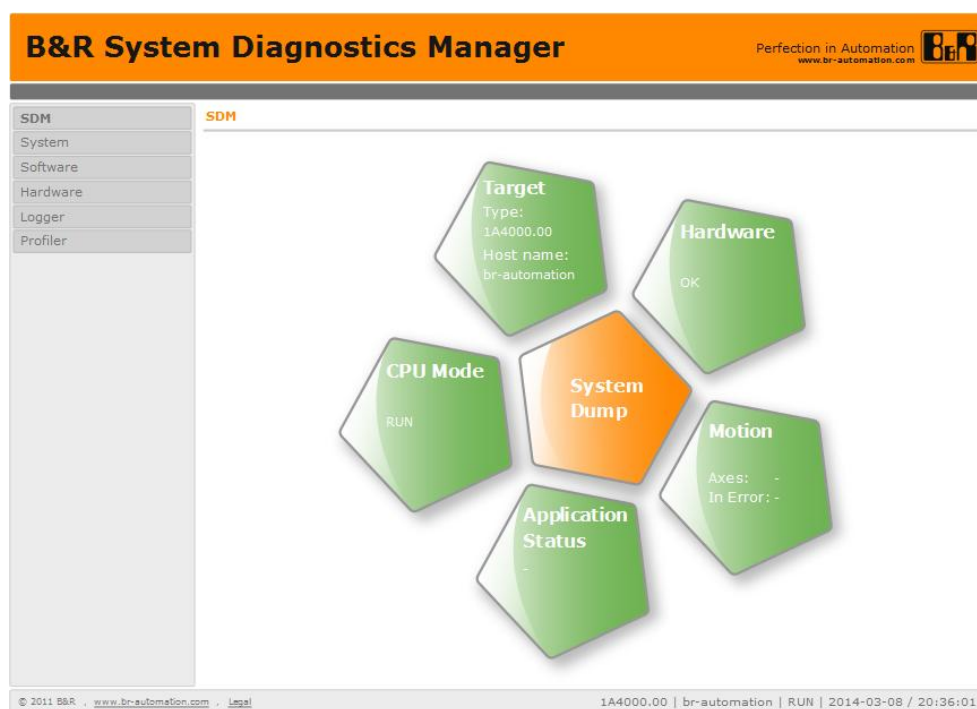 B&R System Diagnostics Manager
Perfection in Automation
www.br-automation.com
B&R
SDM
System
Software
Hardware
Logger
Profiler
SDM
Target
Type:
1A4000.00
Host name:
br-automation
Hardware
OK
CPU Mode
RUN
System
Dump
Motion
Axes: -
In Error: -
Application
Status
-
© 2011 B&R , www.br-automation.com , Legal
1A4000.00 | br-automation | RUN | 2014-03-08 / 20:36:01